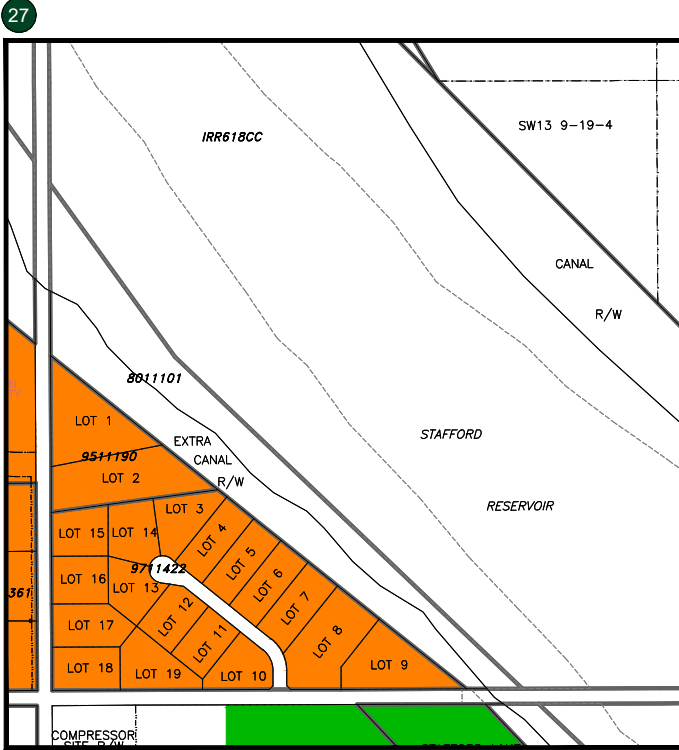 27
IRR618CC
SW13 9-19-4
CANAL
R/W
8011101
STAFFORD
RESERVOIR
LOT 1
EXTRA
CANAL
R/W
9511190
LOT 2
LOT 3
LOT 4
LOT 5
LOT 6
LOT 7
LOT 8
LOT 9
LOT 15
LOT 14
9711422
LOT 16
LOT 13
361
LOT 12
LOT 11
LOT 17
LOT 18
LOT 19
LOT 10
COMPRESSOR
SITE R/W